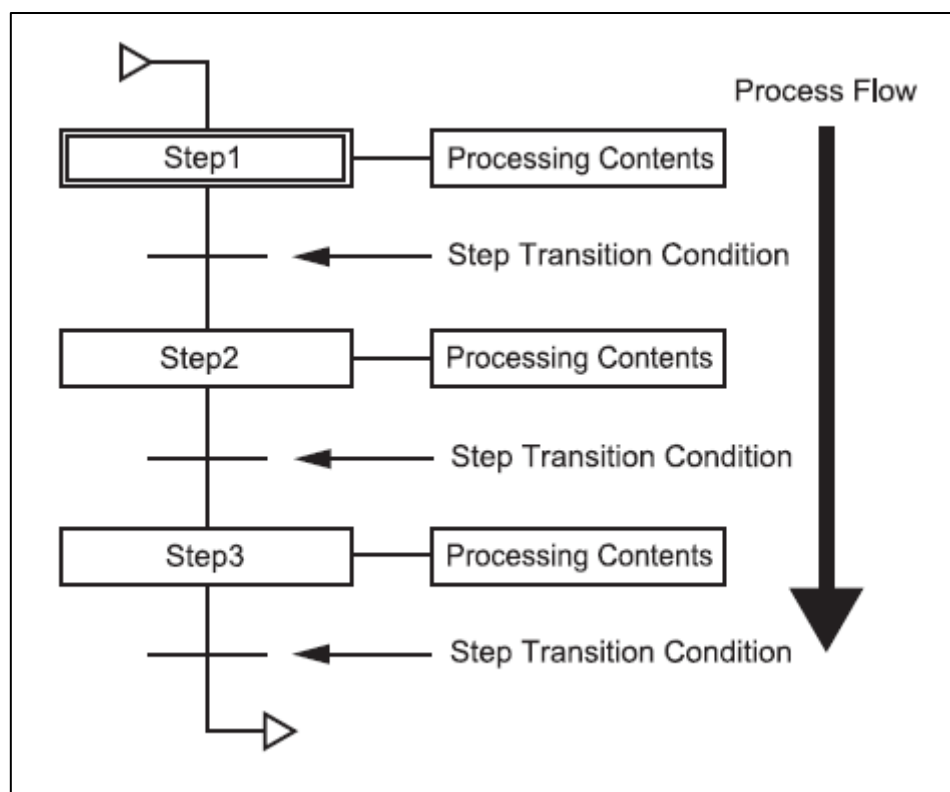 Process Flow
Step1
Processing Contents
Step Transition Condition
Step2
Processing Contents
Step Transition Condition
Step3
Processing Contents
Step Transition Condition